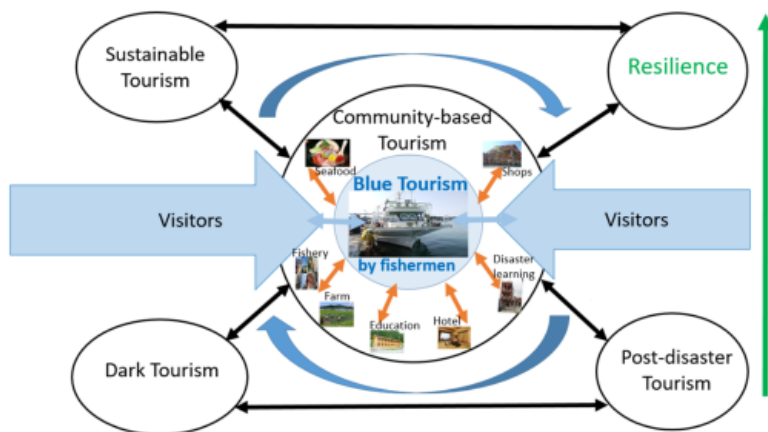 Sustainable
Tourism
Resilience
Community-based
Tourism
Seafood
Shops
Blue Tourism
Visitors
Visitors
by fishermen
Fishery
Disaster
learning
Farm
Education
Hotel
Dark Tourism
Post-disaster
Tourism